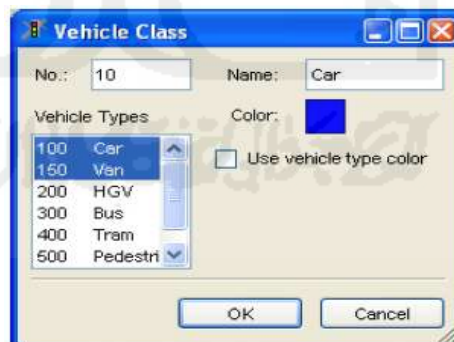 Vehicle Class
No.: 10 Name: Car
Vehicle Types Color:
100 Car
150 Van
Use vehicle type color
200 HGV
300 Bus
400 Tram
500 Pedestri
OK Cancel